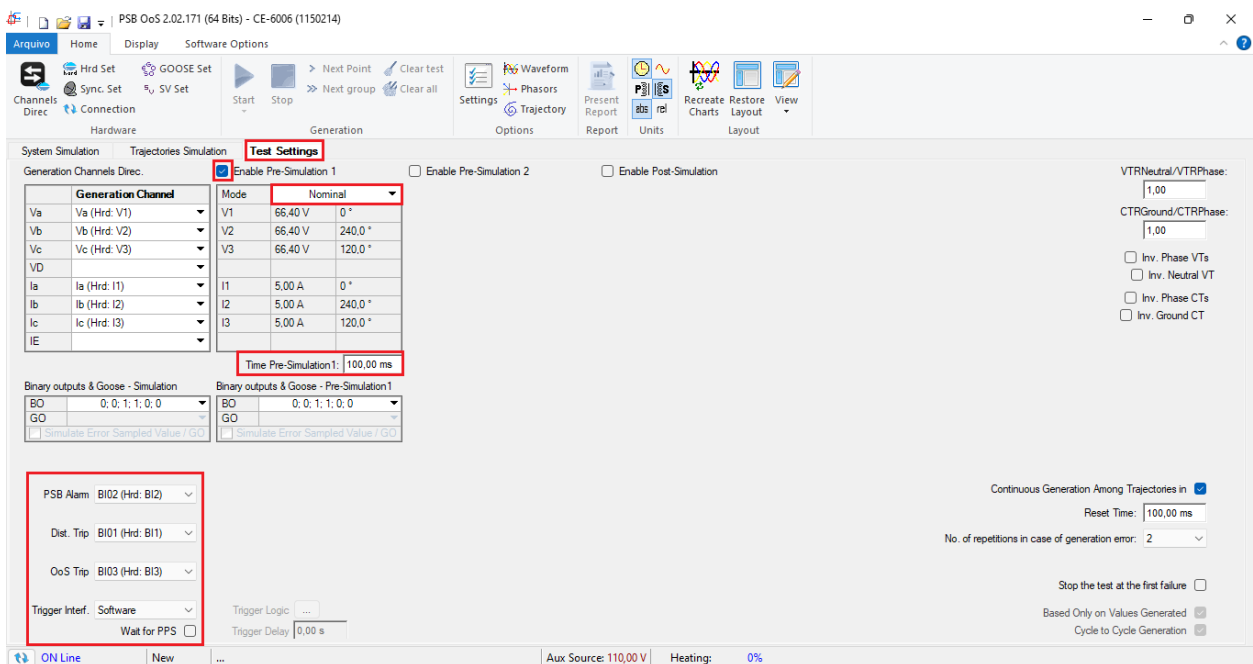 PSB OoS 2.02.171 (64 Bits) - CE-6006 (1150214)
Arquivo Home Display Software Options
Channels Direc
Hrd Set GOOSE Set
Sync. Set SV Set
Connection
Hardware
Start Stop
Next Point Clear test
Next group Clear all
Generation
Settings
Waveform
Phasors
Trajectory
Options
Present Report
Report
abs rel
Units
Recreate Charts Restore Layout View
Layout
System Simulation Trajectories Simulation Test Settings
Generation Channels Direc. Enable Pre-Simulation 1 Enable Pre-Simulation 2 Enable Post-Simulation VTRNeutral/VTRPhase:
1,00
Generation Channel Mode Nominal
Va Va (Hrd: V1) V1 66,40 V 0 °
CTRGround/CTRPhase:
Vb Vb (Hrd: V2) V2 66,40 V 240,0 °
1,00
Vc Vc (Hrd: V3) V3 66,40 V 120,0 °
Inv. Phase VTs
VD
Inv. Neutral VT
Ia Ia (Hrd: I1) I1 5,00 A 0 °
Inv. Phase CTs
Ib Ib (Hrd: I2) I2 5,00 A 240,0 °
Inv. Ground CT
Ic Ic (Hrd: I3) I3 5,00 A 120,0 °
IE
Time Pre-Simulation1: 100,00 ms
Binary outputs & Goose - Simulation Binary outputs & Goose - Pre-Simulation1
BO 0; 0; 1; 1; 0; 0 BO 0; 0; 1; 1; 0; 0
GO GO
Simulate Error Sampled Value / GO Simulate Error Sampled Value / GO
PSB Alarm BI02 (Hrd: BI2)
Continuous Generation Among Trajectories in
Reset Time: 100,00 ms
Dist. Trip BI01 (Hrd: BI1)
No. of repetitions in case of generation error: 2
OoS Trip BI03 (Hrd: BI3)
Stop the test at the first failure
Trigger Interf. Software Trigger Logic ...
Based Only on Values Generated
Wait for PPS Trigger Delay 0,00 s
Cycle to Cycle Generation
ON Line New ... Aux Source: 110,00 V Heating: 0%